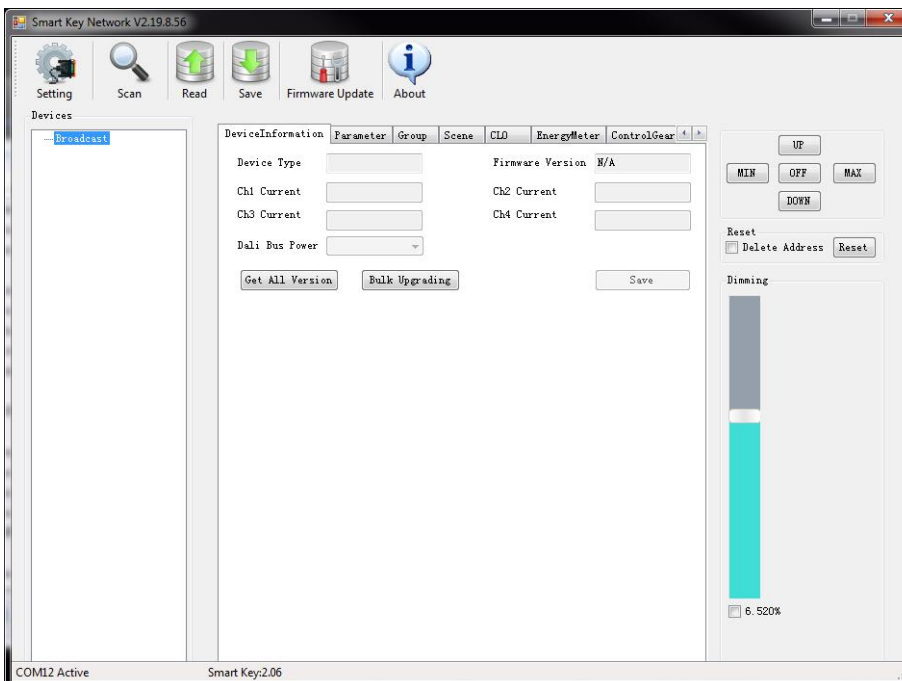 Smart Key Network V2.19.8.56
Setting Scan Read Save Firmware Update About
Devices
Broadcast
DeviceInformation Parameter Group Scene CLO EnergyMeter ControlGear
Device Type Firmware Version N/A
Ch1 Current Ch2 Current
Ch3 Current Ch4 Current
Dali Bus Power
Get All Version Bulk Upgrading Save
UP
MIN OFF MAX
DOWN
Reset
Delete Address Reset
Dimming
6.520%
COM12 Active Smart Key:2.06